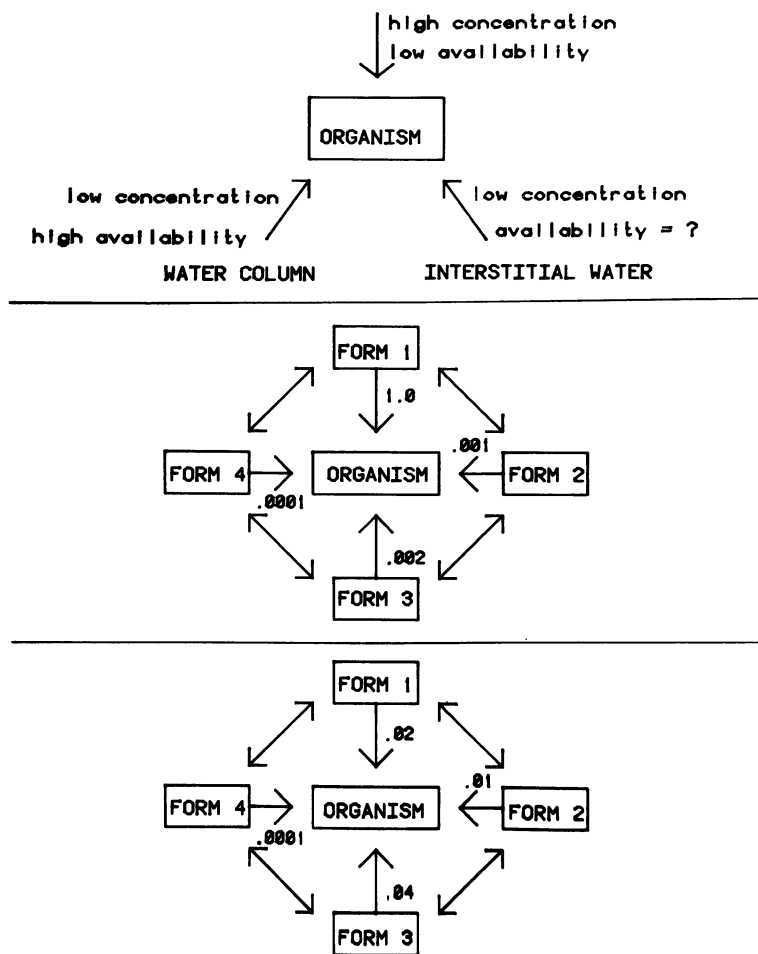 high concentration
low availability
ORGANISM
low concentration
high availability
low concentration
availability = ?
WATER COLUMN
INTERSTITIAL WATER
FORM 1
1.0
.001
FORM 4
ORGANISM
FORM 2
.0001
.002
FORM 3
FORM 1
.02
.01
FORM 4
ORGANISM
FORM 2
.0001
.04
FORM 3